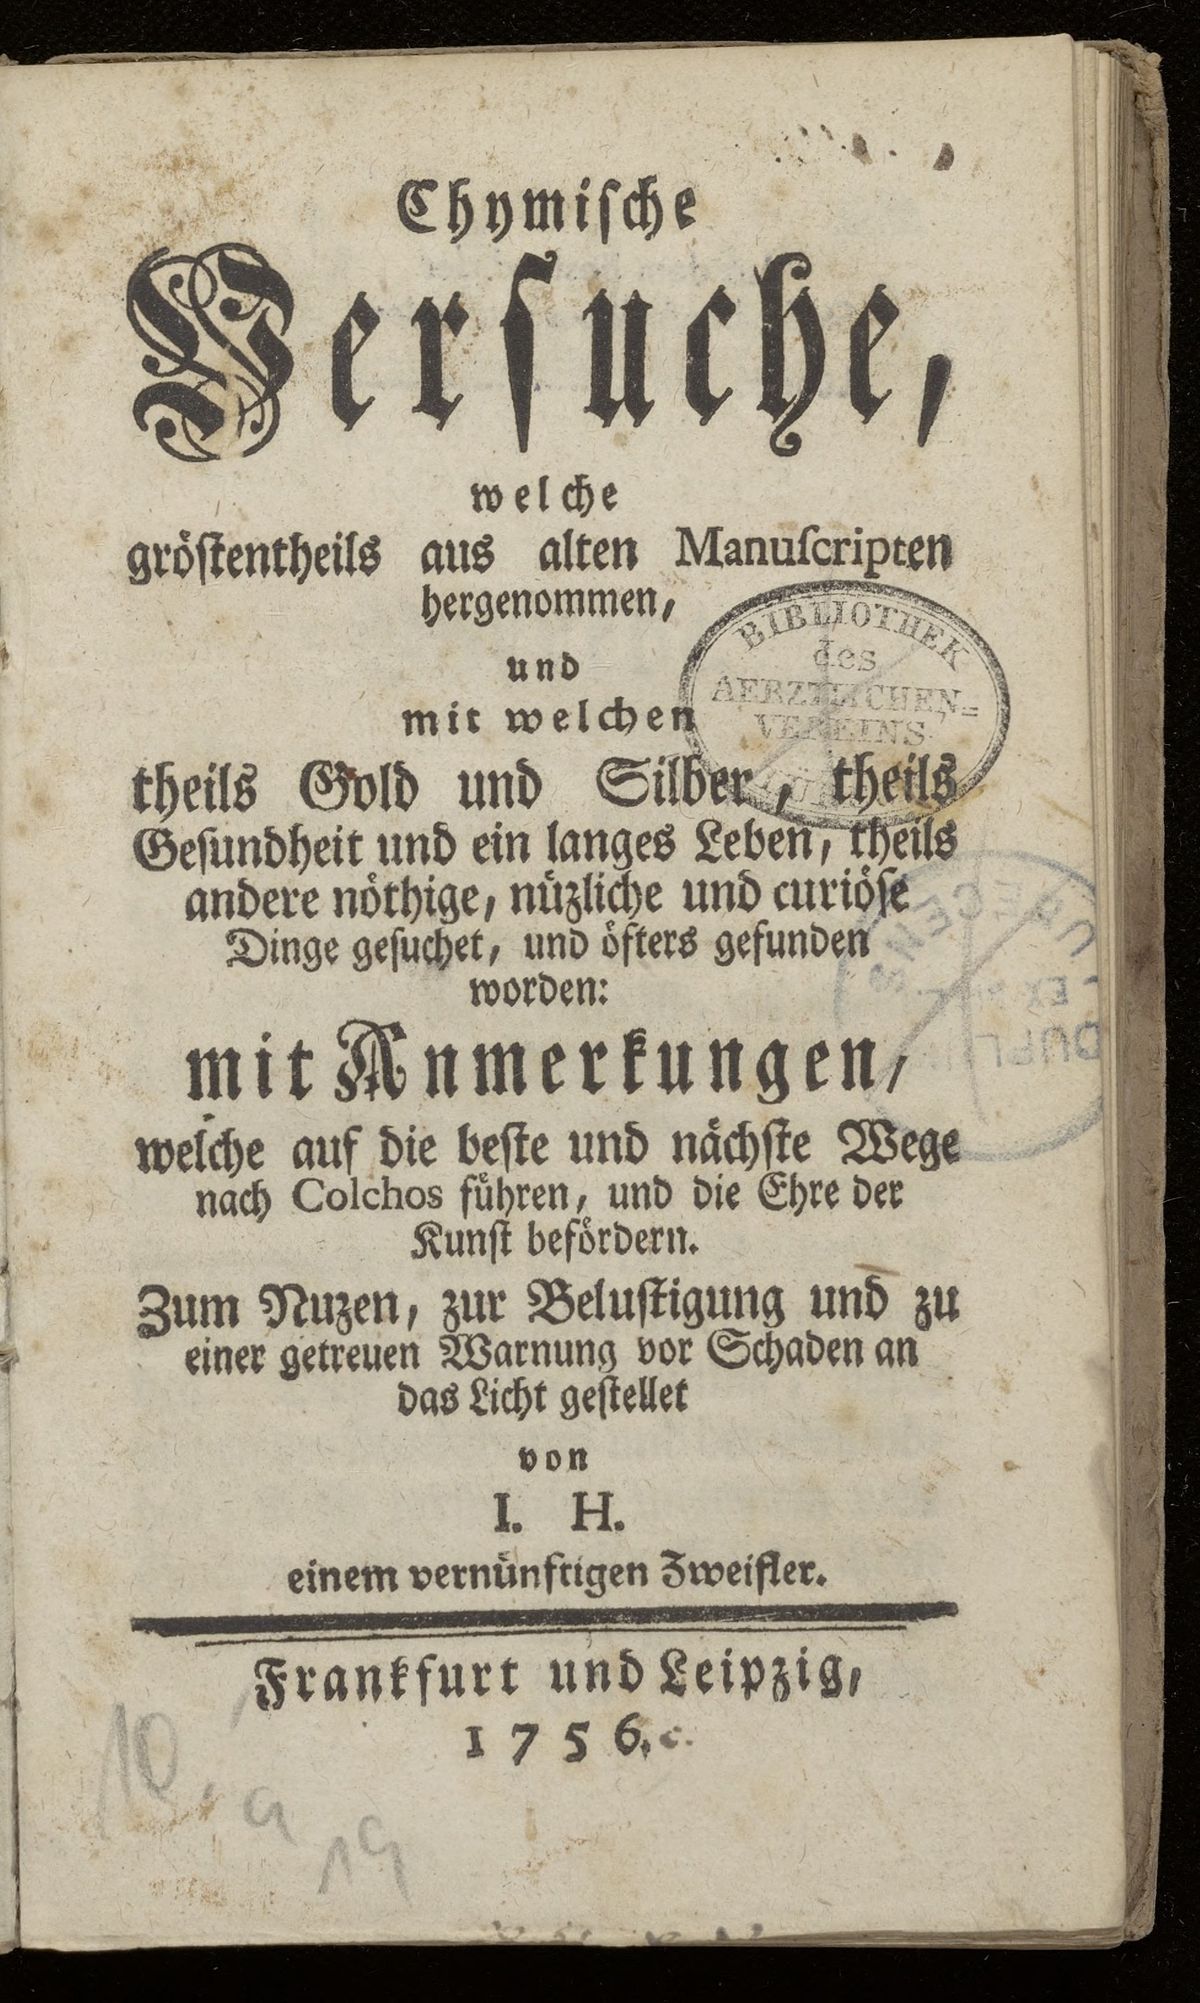 Chymische
Versuche,
welche
gröstentheils aus alten Manuscripten
hergenommen,
und
mit welchen
theils Gold und Silber, theils
Gesundheit und ein langes Leben, theils
andere nöthige, nüzliche und curiöse
Dinge gesuchet, und öfters gefunden
worden:
mit Anmerkungen,
welche auf die beste und nächste Wege
nach Colchos führen, und die Ehre der
Kunst befördern.
Zum Nuzen, zur Belustigung und zu
einer getreuen Warnung vor Schaden an
das Licht gestellet
von
I. H.
einem vernünftigen Zweifler.
Frankfurt und Leipzig,
1756.
BIBLIOTHEK
des
AERZTLICHEN-
VEREINS
10.
a
19